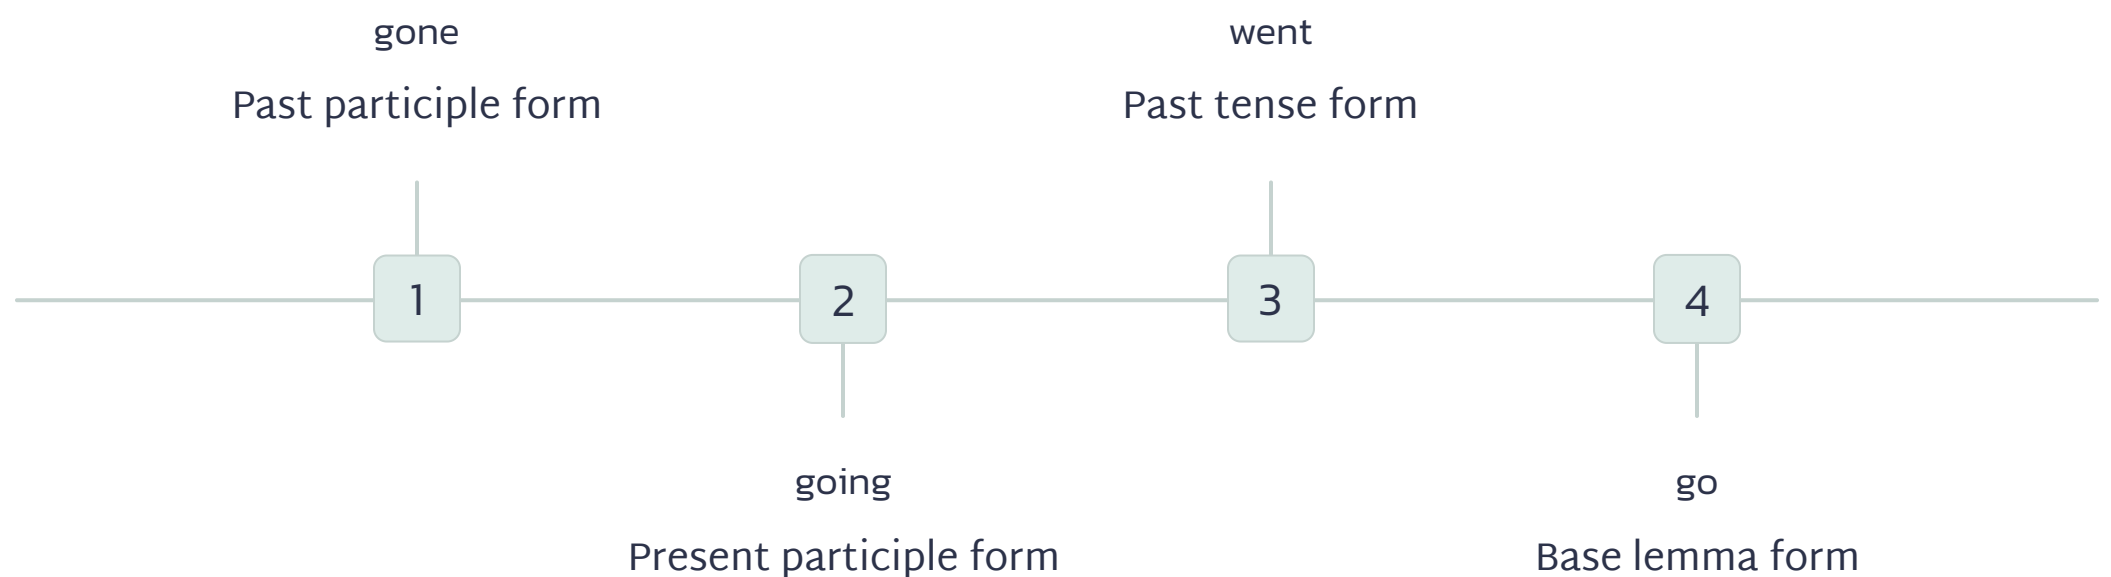 gone
Past participle form
1
2
going
Present participle form
went
Past tense form
3
4
go
Base lemma form